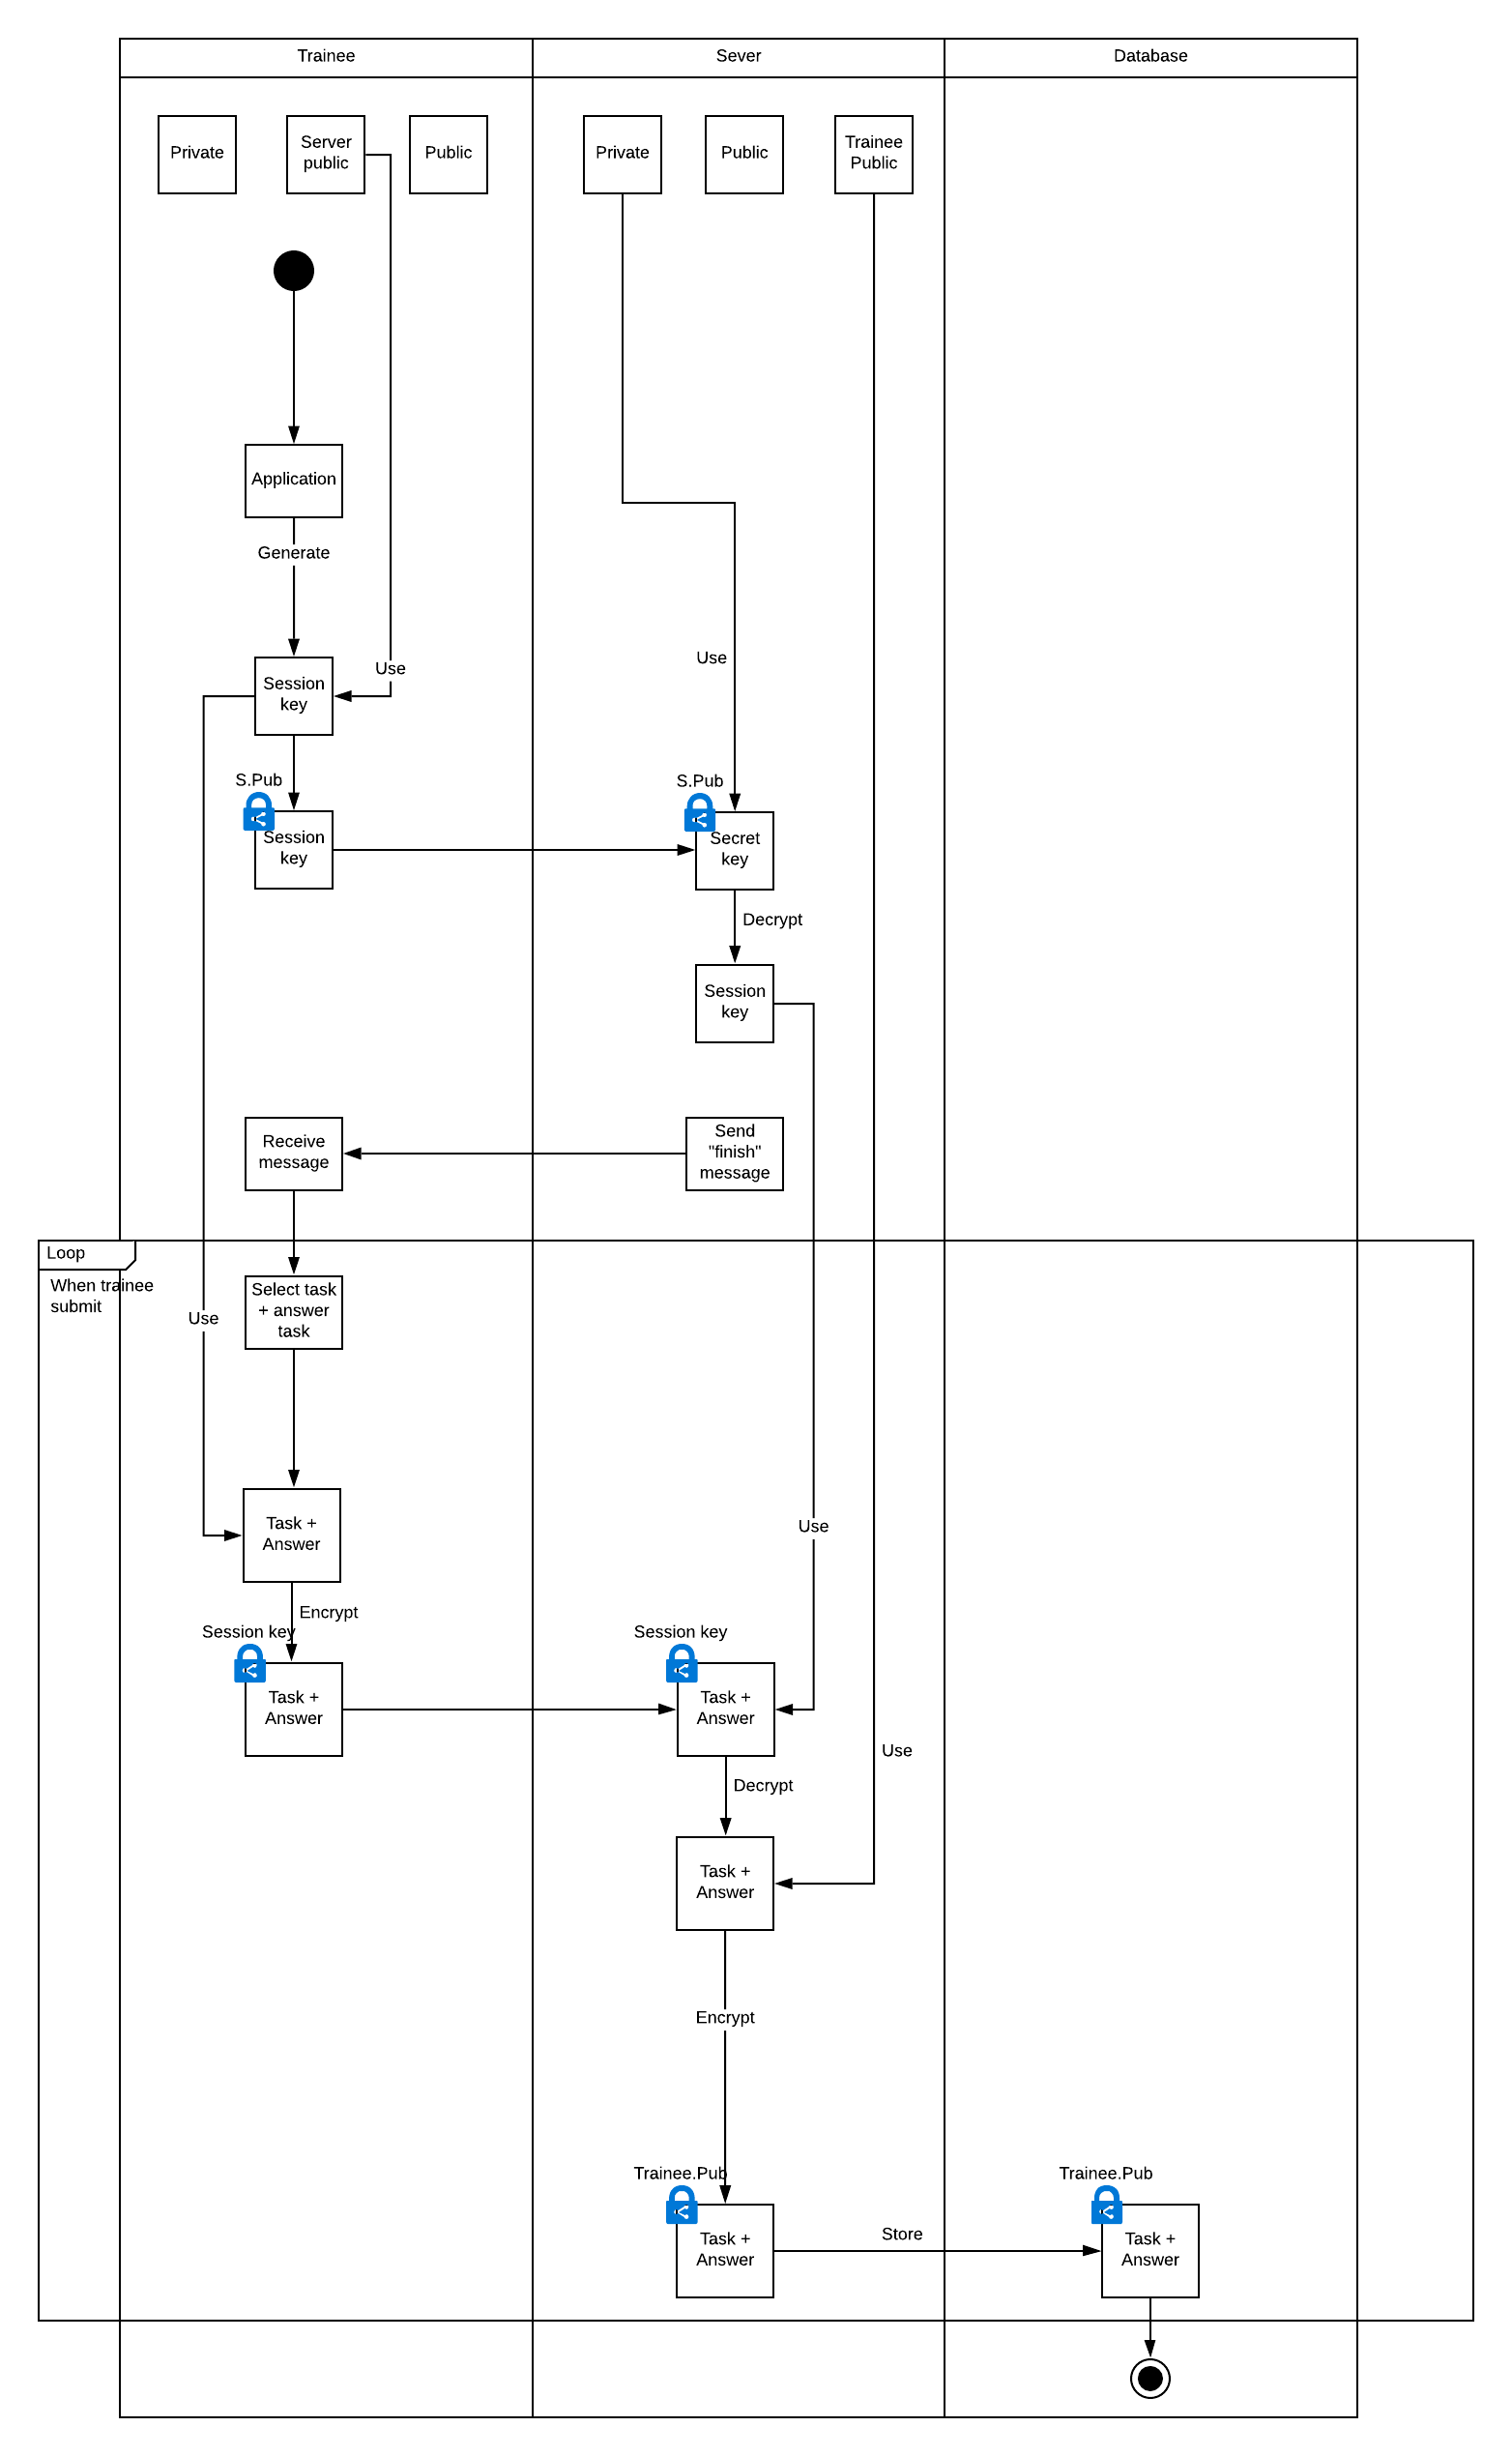 Trainee
Sever
Database
Private
Server
public
Public
Private
Public
Trainee
Public
Application
Generate
Use
Session
key
Use
S.Pub
Session
key
S.Pub
Secret
key
Decrypt
Session
key
Receive
message
Send
"finish"
message
Loop
When trainee
submit
Select task
+ answer
task
Use
Task +
Answer
Use
Encrypt
Session key
Task +
Answer
Session key
Task +
Answer
Use
Decrypt
Task +
Answer
Encrypt
Trainee.Pub
Task +
Answer
Store
Trainee.Pub
Task +
Answer